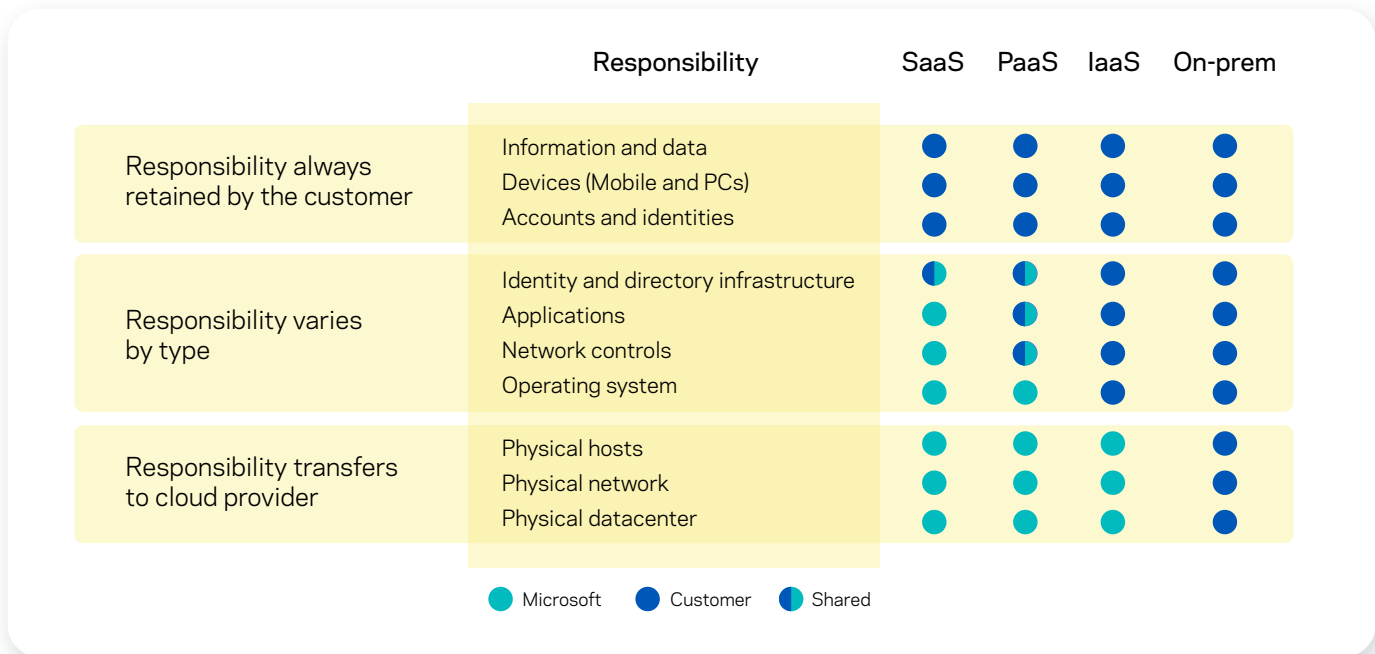 Responsibility SaaS PaaS IaaS On-prem
Responsibility always
retained by the customer
Information and data
Devices (Mobile and PCs)
Accounts and identities
Responsibility varies
by type
Identity and directory infrastructure
Applications
Network controls
Operating system
Responsibility transfers
to cloud provider
Physical hosts
Physical network
Physical datacenter
Microsoft Customer Shared